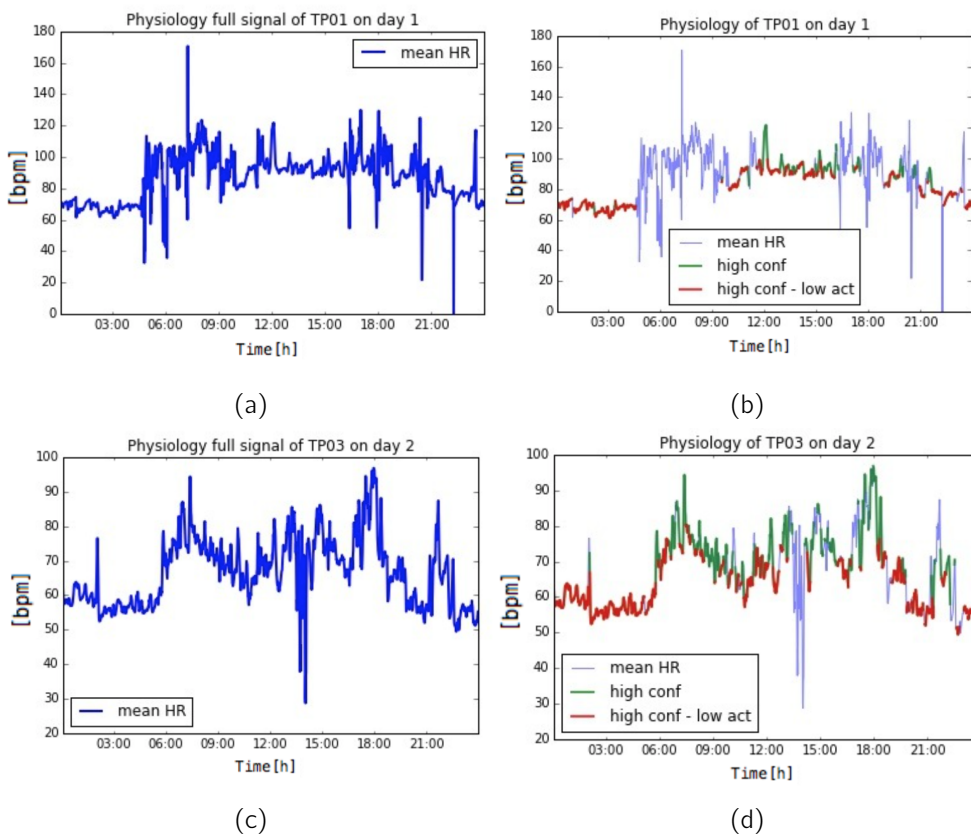 Physiology full signal of TP01 on day 1
180
160
140
120
100
80
60
40
20
0
[bpm]
mean HR
03:00 06:00 09:00 12:00 15:00 18:00 21:00
Time[h]
(a)
Physiology of TP01 on day 1
180
160
140
120
100
80
60
40
20
0
[bpm]
mean HR
high conf
high conf - low act
03:00 06:00 09:00 12:00 15:00 18:00 21:00
Time[h]
(b)
Physiology full signal of TP03 on day 2
100
90
80
70
60
50
40
30
20
[bpm]
mean HR
03:00 06:00 09:00 12:00 15:00 18:00 21:00
Time[h]
(c)
Physiology of TP03 on day 2
100
90
80
70
60
50
40
30
20
[bpm]
mean HR
high conf
high conf - low act
03:00 06:00 09:00 12:00 15:00 18:00 21:00
Time[h]
(d)